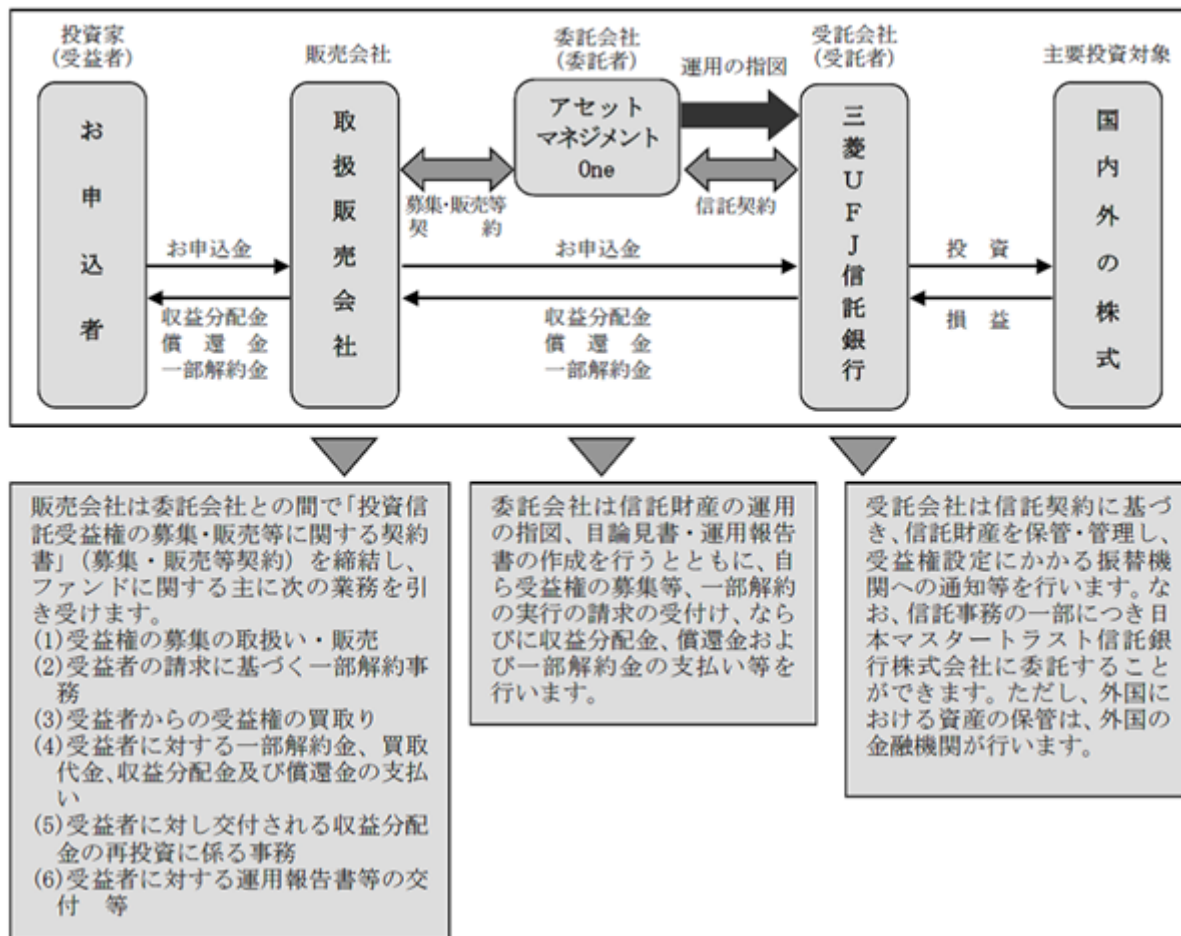 投資家
(受益者)
販売会社
委託会社
(委託者)
運用の指図
受託会社
(受託者)
主要投資対象
お申込者
取扱販売会社
アセット
マネジメント
One
三菱UFJ信託銀行
国内外の株式
募集・販売等
契　約
信託契約
お申込金
お申込金
投　資
収益分配金
償　還　金
一部解約金
収益分配金
償　還　金
一部解約金
損　益
販売会社は委託会社との間で「投資信
託受益権の募集・販売等に関する契約
書」（募集・販売等契約）を締結し、
ファンドに関する主に次の業務を引
き受けます。
(1)受益権の募集の取扱い・販売
(2)受益者の請求に基づく一部解約事
務
(3)受益者からの受益権の買取り
(4)受益者に対する一部解約金、買取
代金、収益分配金及び償還金の支払
い
(5)受益者に対し交付される収益分配
金の再投資に係る事務
(6)受益者に対する運用報告書等の交
付　等
委託会社は信託財産の運用
の指図、目論見書・運用報告
書の作成を行うとともに、自
ら受益権の募集等、一部解約
の実行の請求の受付け、なら
びに収益分配金、償還金およ
び一部解約金の支払い等を
行います。
受託会社は信託契約に基づ
き、信託財産を保管・管理し、
受益権設定にかかる振替機
関への通知等を行います。な
お、信託事務の一部につき日
本マスタートラスト信託銀
行株式会社に委託すること
ができます。ただし、外国に
おける資産の保管は、外国の
金融機関が行います。